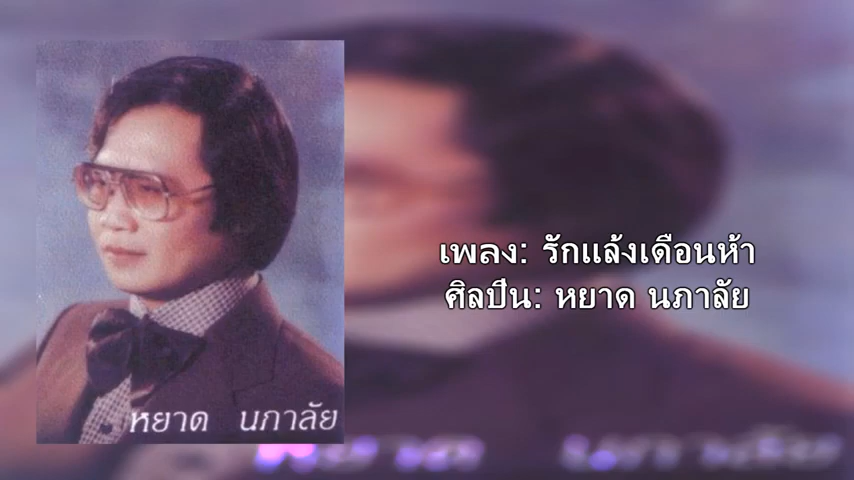 เพลง: รักแล้งเดือนห้า
ศิลปิน: หยาด นภาลัย
หยาด นภาลัย